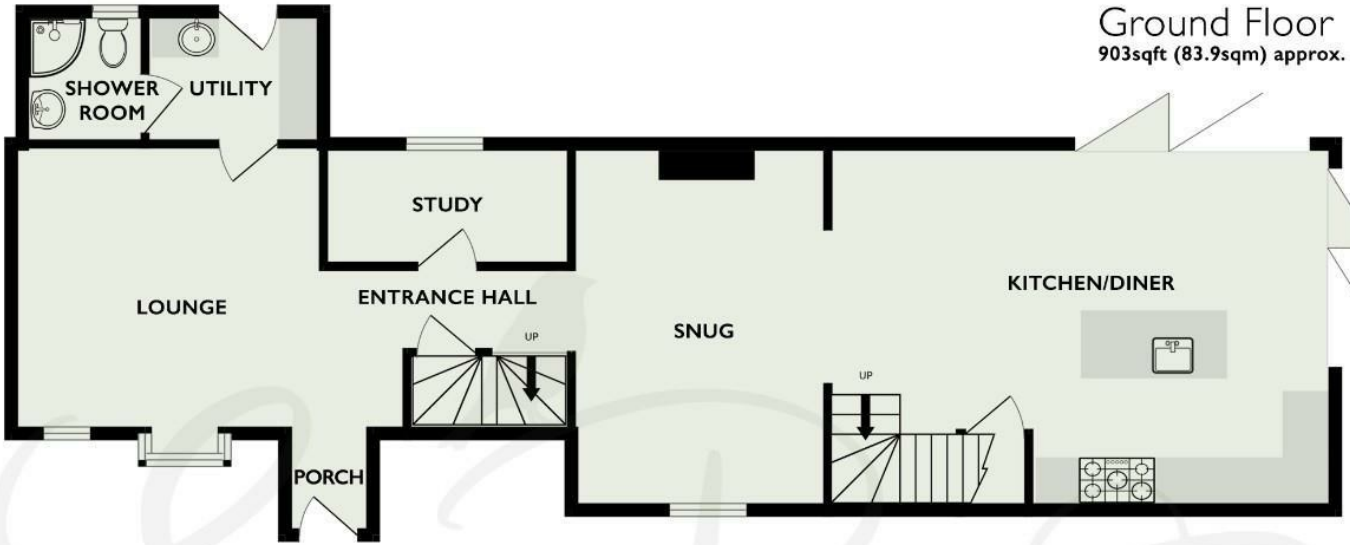 Ground Floor
903sqft (83.9sqm) approx.
SHOWER
ROOM
UTILITY
STUDY
LOUNGE
ENTRANCE HALL
UP
SNUG
KITCHEN/DINER
UP
PORCH